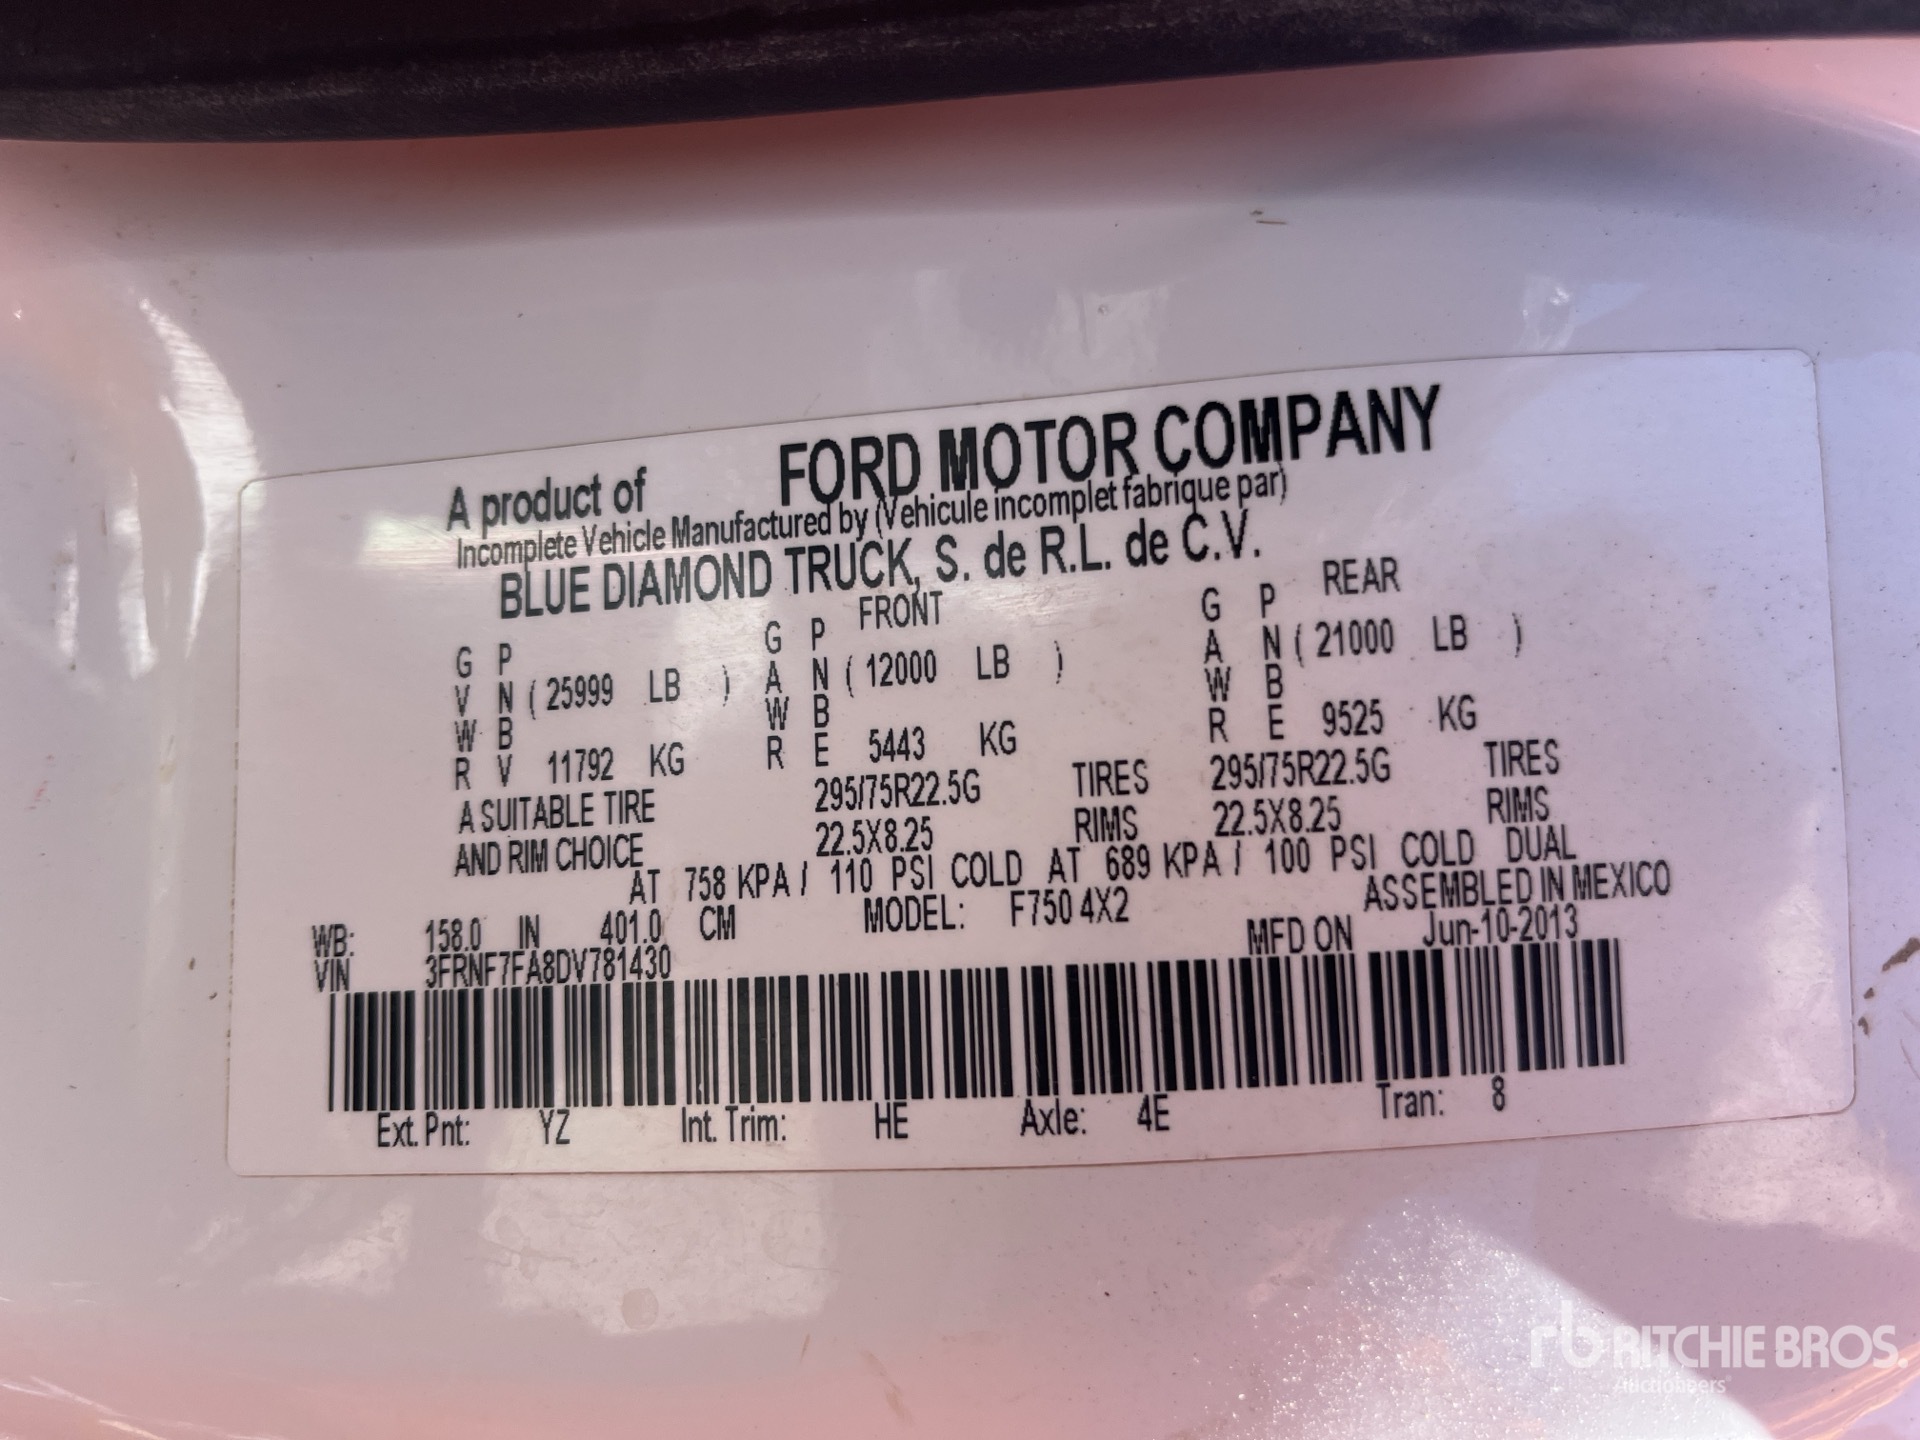 A product of FORD MOTOR COMPANY
Incomplete Vehicle Manufactured by (Vehicule incomplet fabrique par)
BLUE DIAMOND TRUCK, S. de R.L. de C.V.
G P G P FRONT G P REAR
V N ( 25999 LB ) A N ( 12000 LB ) A N ( 21000 LB )
W B W B W B
R V 11792 KG R E 5443 KG R E 9525 KG
A SUITABLE TIRE 295/75R22.5G TIRES 295/75R22.5G TIRES
AND RIM CHOICE 22.5X8.25 RIMS 22.5X8.25 RIMS
AT 758 KPA / 110 PSI COLD AT 689 KPA / 100 PSI COLD DUAL
ASSEMBLED IN MEXICO
WB: 158.0 IN 401.0 CM MODEL: F750 4X2
VIN 3FRNF7FA8DV781430 MFD ON Jun-10-2013
Ext. Pnt: YZ Int. Trim: HE Axle: 4E Tran: 8
rb RITCHIE BROS.
Auctioneers